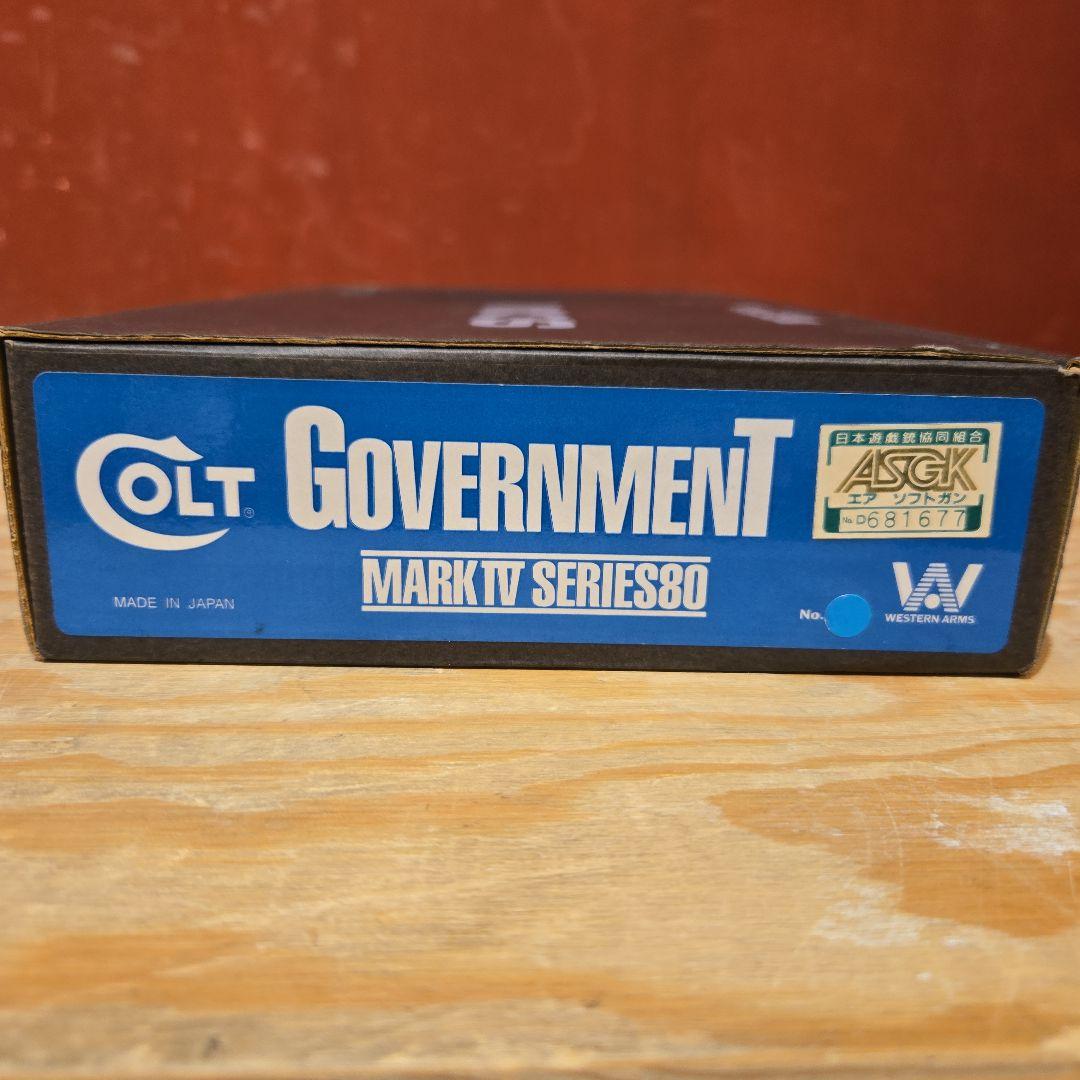 COLT®
GOVERNMENT
MARK IV SERIES80
MADE IN JAPAN
日本遊戯銃協同組合
ASGK
エア ソフトガン
No. D681677
No.
WESTERN ARMS